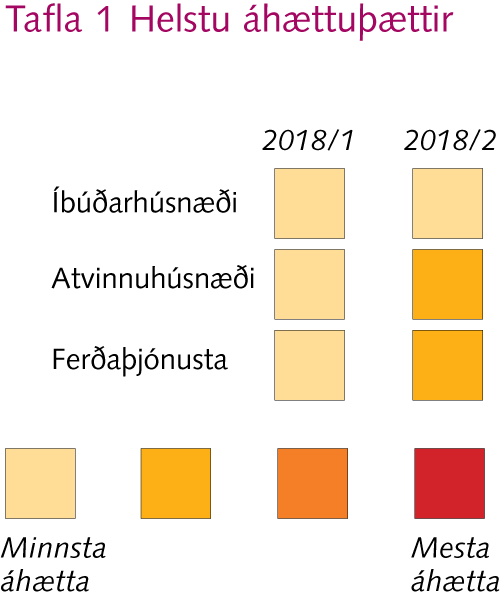 Tafla 1 Helstu áhættuþættir
2018/1 2018/2
Íbúðarhúsnæði
Atvinnuhúsnæði
Ferðaþjónusta
Minnsta áhætta
Mesta áhætta